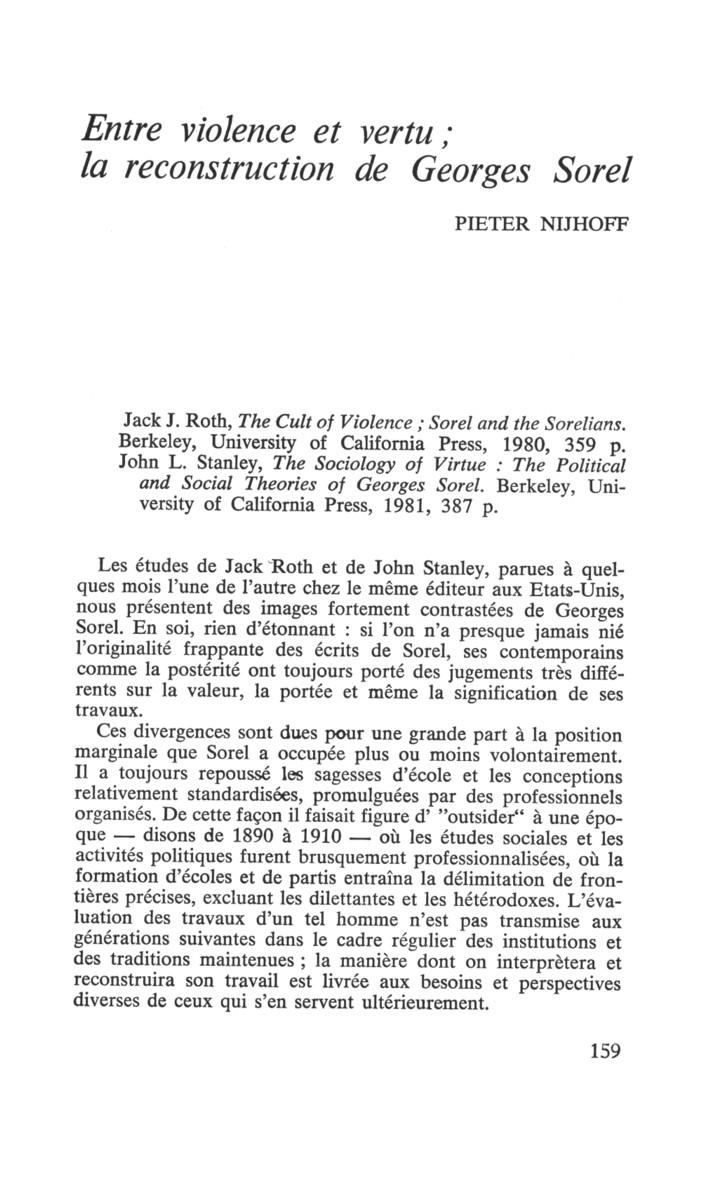 Entre violence et vertu ;
la reconstruction de Georges Sorel
PIETER NIJHOFF
Jack J. Roth, The Cult of Violence ; Sorel and the Sorelians.
Berkeley, University of California Press, 1980, 359 p.
John L. Stanley, The Sociology of Virtue : The Political
and Social Theories of Georges Sorel. Berkeley, Uni-
versity of California Press, 1981, 387 p.
Les études de Jack Roth et de John Stanley, parues à quel-
ques mois l'une de l'autre chez le même éditeur aux Etats-Unis,
nous présentent des images fortement contrastées de Georges
Sorel. En soi, rien d'étonnant : si l'on n'a presque jamais nié
l'originalité frappante des écrits de Sorel, ses contemporains
comme la postérité ont toujours porté des jugements très diffé-
rents sur la valeur, la portée et même la signification de ses
travaux.
Ces divergences sont dues pour une grande part à la position
marginale que Sorel a occupée plus ou moins volontairement.
Il a toujours repoussé les sagesses d'école et les conceptions
relativement standardisées, promulguées par des professionnels
organisés. De cette façon il faisait figure d' "outsider“ à une épo-
que — disons de 1890 à 1910 — où les études sociales et les
activités politiques furent brusquement professionnalisées, où la
formation d'écoles et de partis entraîna la délimitation de fron-
tières précises, excluant les dilettantes et les hétérodoxes. L'éva-
luation des travaux d'un tel homme n'est pas transmise aux
générations suivantes dans le cadre régulier des institutions et
des traditions maintenues ; la manière dont on interprètera et
reconstruira son travail est livrée aux besoins et perspectives
diverses de ceux qui s'en servent ultérieurement.
159